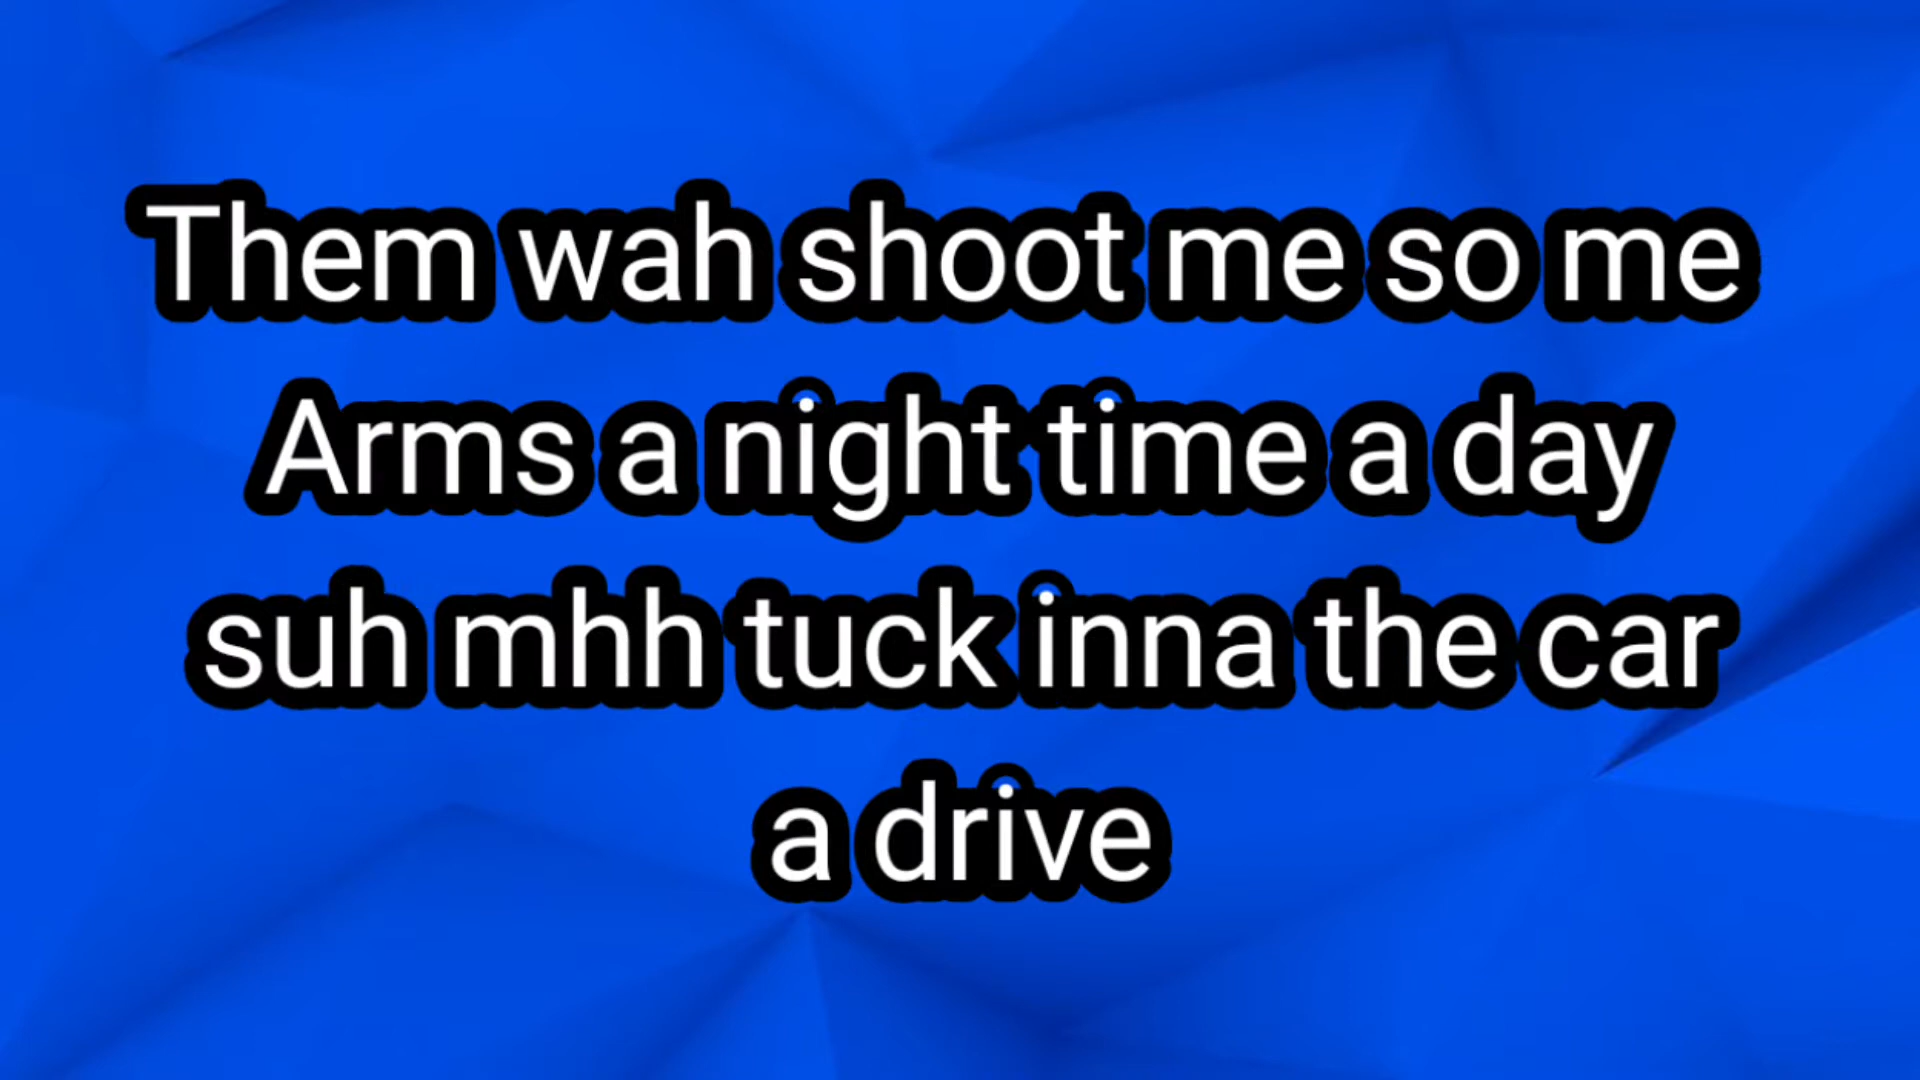 Them wah shoot me so me
Arms a night time a day
suh mhh tuck inna the car
a drive